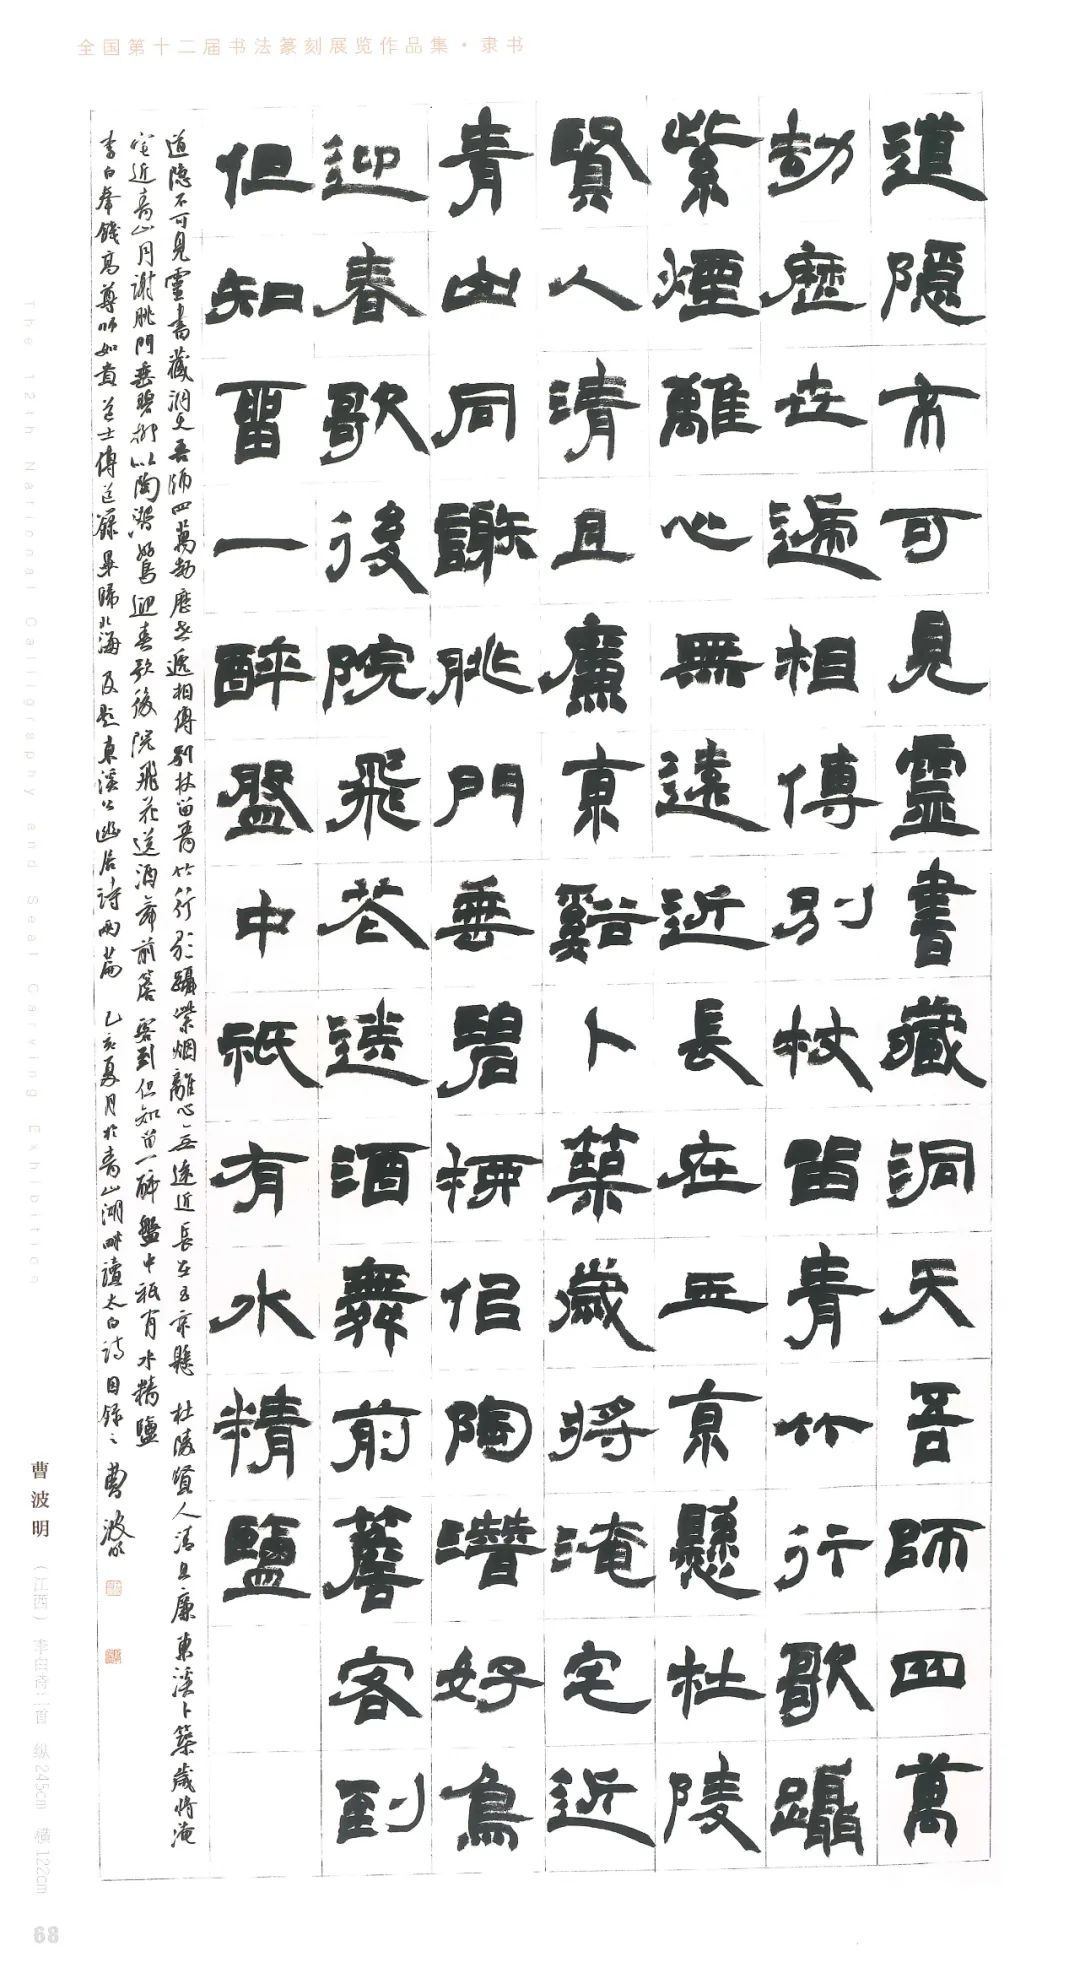 全国第十二届书法篆刻展览作品集·隶书
道隱不可見靈書藏洞天吾師四萬
劫歷世遞相傳別杖留青竹行歌躡
紫煙離心無遠近長在玉京懸杜陵
賢人清且廉東谿卜築歲將淹宅近
青山同謝朓門垂碧柳似陶潛好鳥
迎春歌後院飛花送酒舞前簷客到
但知留一醉盤中祇有水精鹽
道隱不可見靈書藏洞天吾師四萬劫歷世遞相傳別杖留青竹行歌躡紫烟離心無遠近長在玉京懸 杜陵賢人清且廉東溪卜築歲將淹
宅近青山同謝朓門垂碧柳似陶潛好鳥迎春歌後院飛花送酒舞前簷客到但知留一醉盤中祇有水精鹽
李白奉餞高尊師如貴道士傳道籙畢歸北海及題東溪公幽居詩兩篇 己亥夏月於青山湖畔讀太白詩因錄之 曹波明
The 12th National Calligraphy and Seal Carving Exhibition
曹波明 （江西） 李白诗二首 纵245cm 横122cm
68